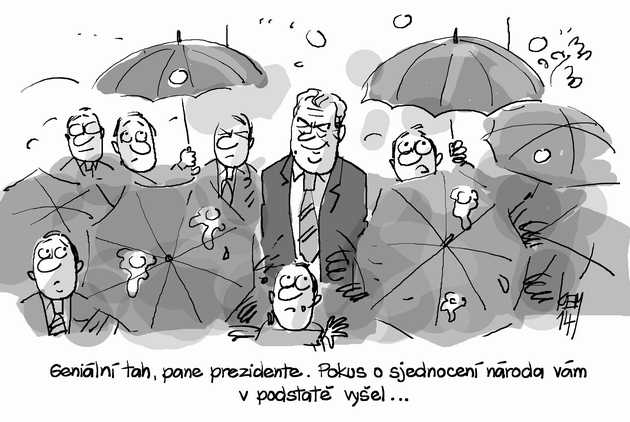 Geniální tah, pane prezidente. Pokus o sjednocení národa vám
v podstatě vyšel...